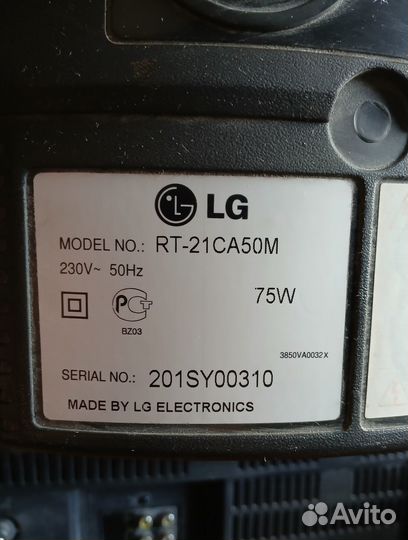 LG
MODEL NO.: RT-21CA50M
230V~ 50Hz
75W
BZ03
3850VA0032X
SERIAL NO.: 201SY00310
MADE BY LG ELECTRONICS
Avito